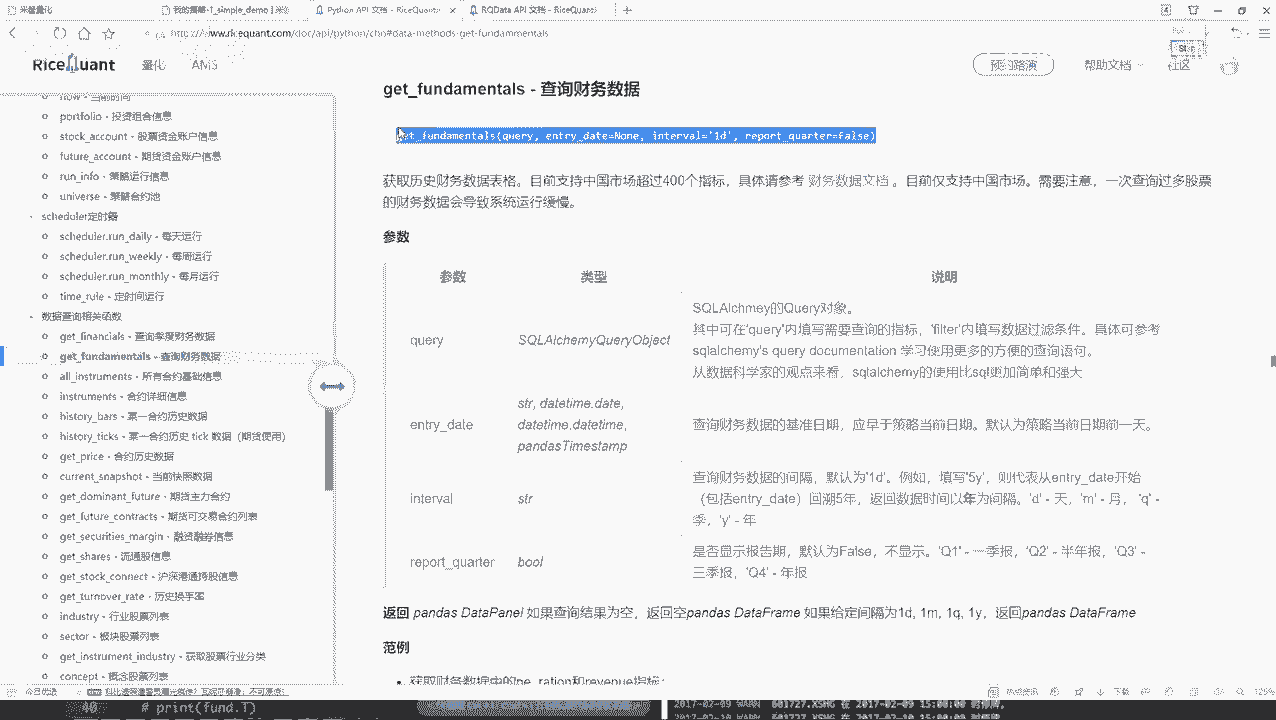 米筐量化
我的策略-1_simple_demo | 米筐
Python API 文档 - RiceQuant
RQData API 文档 - RiceQuant
www.ricequant.com/doc/api/python/chn#data-methods-get-fundamentals
RiceQuant
量化
AMS
预约路演
帮助文档
社区
now - 当前时间
portfolio - 投资组合信息
stock_account - 股票资金账户信息
future_account - 期货资金账户信息
run_info - 策略运行信息
universe - 策略合约池
scheduler定时器
scheduler.run_daily - 每天运行
scheduler.run_weekly - 每周运行
scheduler.run_monthly - 每月运行
time_rule - 定时间运行
数据查询相关函数
get_financials - 查询季度财务数据
get_fundamentals - 查询财务数据
all_instruments - 所有合约基础信息
instruments - 合约详细信息
history_bars - 某一合约历史数据
history_ticks - 某一合约历史 tick 数据（期货使用）
get_price - 合约历史数据
current_snapshot - 当前快照数据
get_dominant_future - 期货主力合约
get_future_contracts - 期货可交易合约列表
get_securities_margin - 融资融券信息
get_shares - 流通股信息
get_stock_connect - 沪深港通持股信息
get_turnover_rate - 历史换手率
industry - 行业股票列表
sector - 板块股票列表
get_instrument_industry - 获取股票行业分类
concept - 概念股票列表
get_fundamentals - 查询财务数据
get_fundamentals(query, entry_date=None, interval='1d', report_quarter=False)
获取历史财务数据表格。目前支持中国市场超过400个指标，具体请参考 财务数据文档 。目前仅支持中国市场。需要注意，一次查询过多股票
的财务数据会导致系统运行缓慢。
参数
参数 类型 说明
query SQLAlchemyQueryObject
SQLAlchmey的Query对象。
其中可在'query'内填写需要查询的指标，'filter'内填写数据过滤条件。具体可参考
sqlalchemy's query documentation 学习使用更多的方便的查询语句。
从数据科学家的观点来看，sqlalchemy的使用比sql更加简单和强大
entry_date
str, datetime.date,
datetime.datetime,
pandasTimestamp
查询财务数据的基准日期，应早于策略当前日期。默认为策略当前日期前一天。
interval str
查询财务数据的间隔，默认为'1d'。例如，填写'5y'，则代表从entry_date开始
（包括entry_date）回溯5年，返回数据时间以年为间隔。'd' - 天，'m' - 月， 'q' -
季，'y' - 年
report_quarter bool
是否显示报告期，默认为False，不显示。'Q1' - 一季报，'Q2' - 半年报，'Q3' -
三季报，'Q4' - 年报
返回 pandas DataPanel 如果查询结果为空，返回空pandas DataFrame 如果给定间隔为1d, 1m, 1q, 1y，返回pandas DataFrame
范例
获取财务数据中的pe_ration和revenue指标：
今日优选
下载
40 # print(fund.T)
2017-02-09 WARN 601727.XSHG 在 2017-02-09 15:00:00 时停牌。